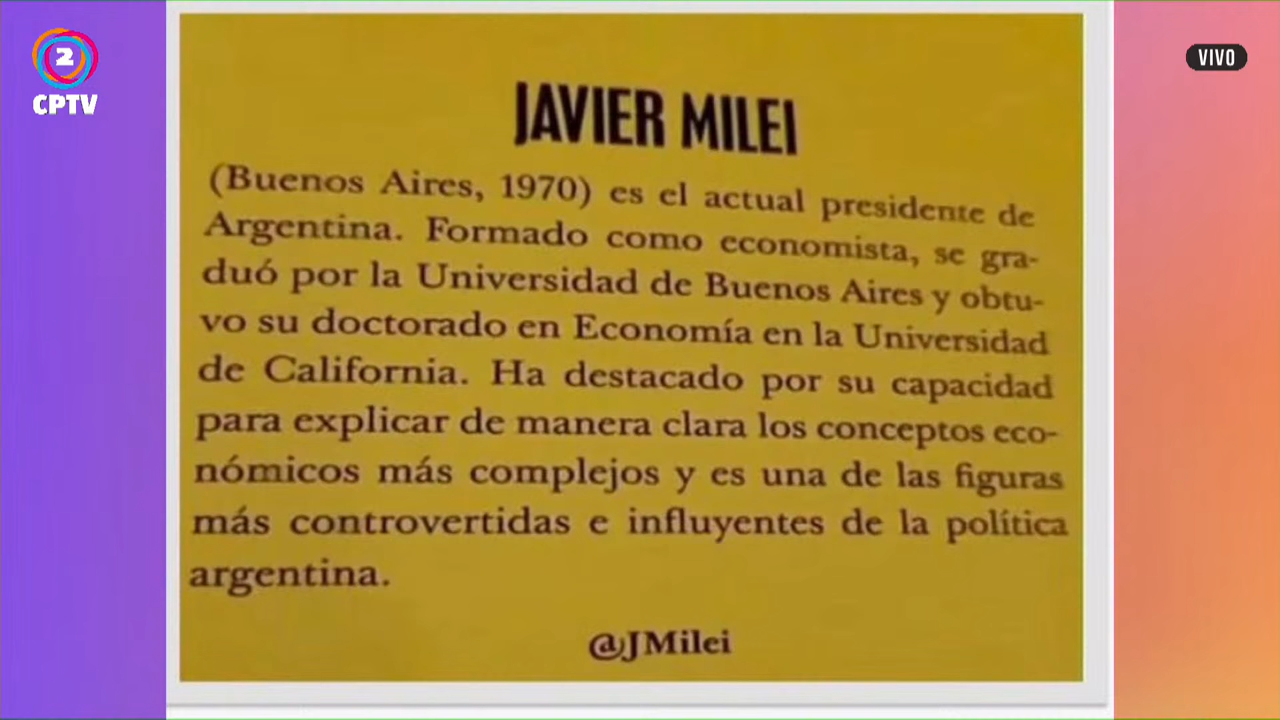 2
CPTV
VIVO
JAVIER MILEI
(Buenos Aires, 1970) es el actual presidente de
Argentina. Formado como economista, se gra-
duó por la Universidad de Buenos Aires y obtu-
vo su doctorado en Economía en la Universidad
de California. Ha destacado por su capacidad
para explicar de manera clara los conceptos eco-
nómicos más complejos y es una de las figuras
más controvertidas e influyentes de la política
argentina.
@JMilei